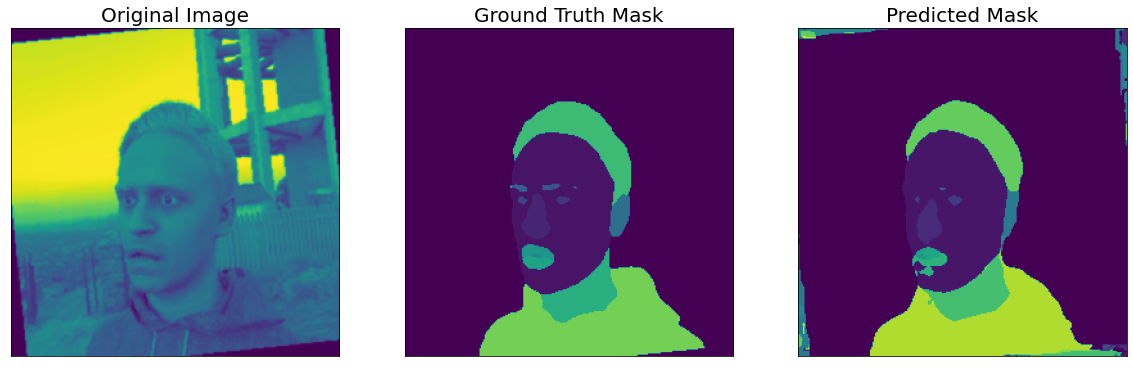 Original Image
Ground Truth Mask
Predicted Mask